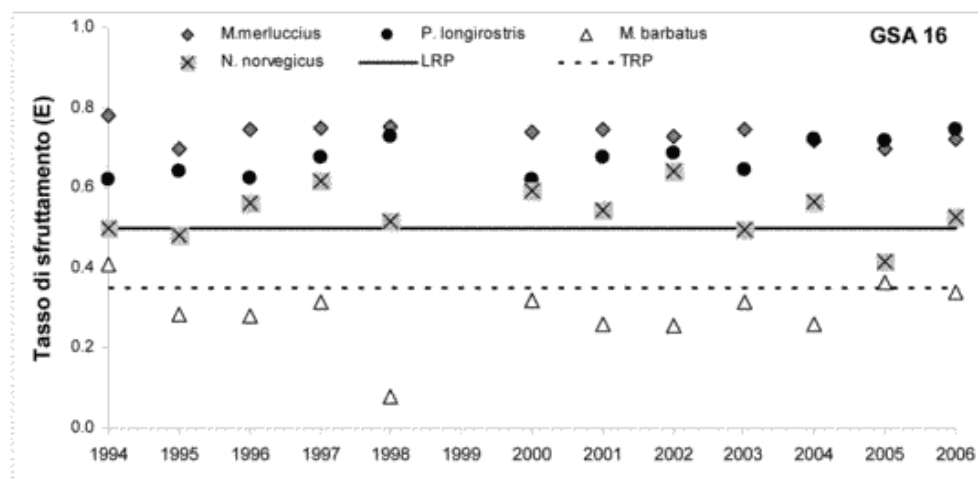 1.0
M.merluccius P. longirostris M. barbatus GSA 16
N. norvegicus LRP TRP
0.8
0.6
0.4
0.2
0.0
Tasso di sfruttamento (E)
1994 1995 1996 1997 1998 1999 2000 2001 2002 2003 2004 2005 2006